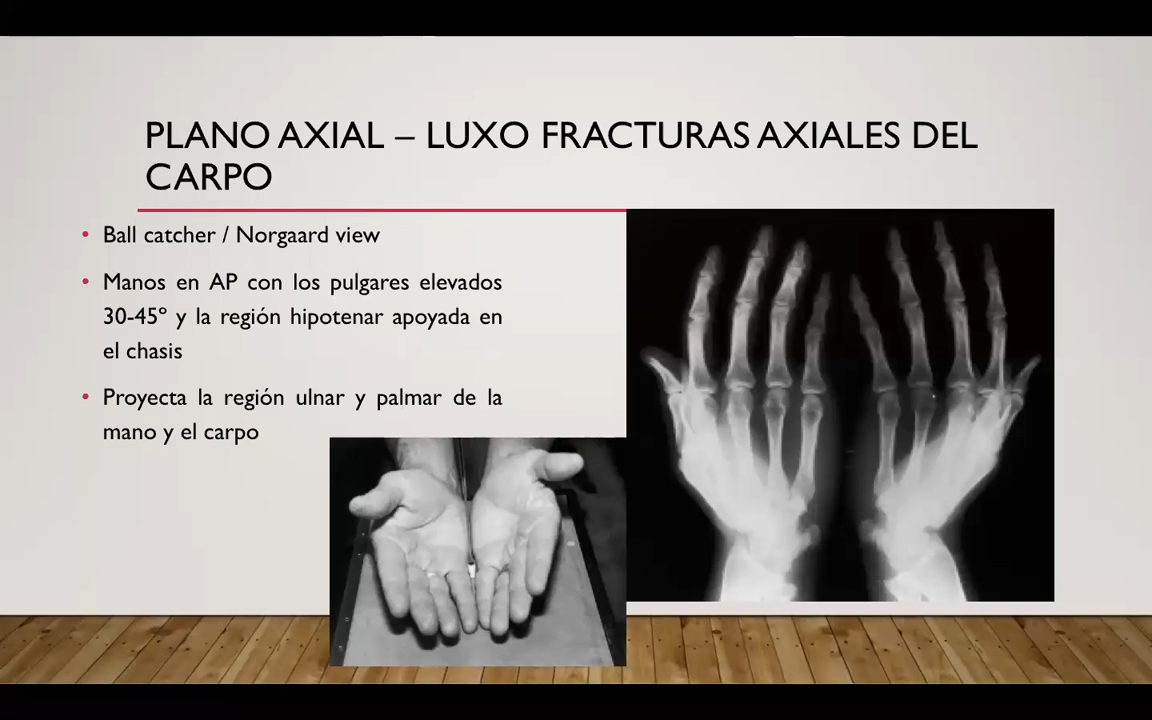 PLANO AXIAL – LUXO FRACTURAS AXIALES DEL
CARPO
• Ball catcher / Norgaard view
• Manos en AP con los pulgares elevados
30-45º y la región hipotenar apoyada en
el chasis
• Proyecta la región ulnar y palmar de la
mano y el carpo